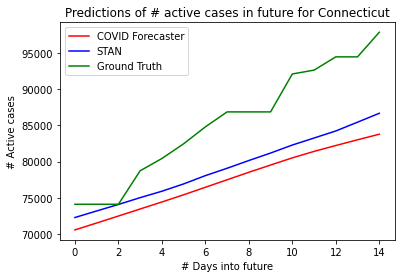 Predictions of # active cases in future for Connecticut
COVID Forecaster
STAN
Ground Truth
# Active cases
95000
90000
85000
80000
75000
70000
0 2 4 6 8 10 12 14
# Days into future